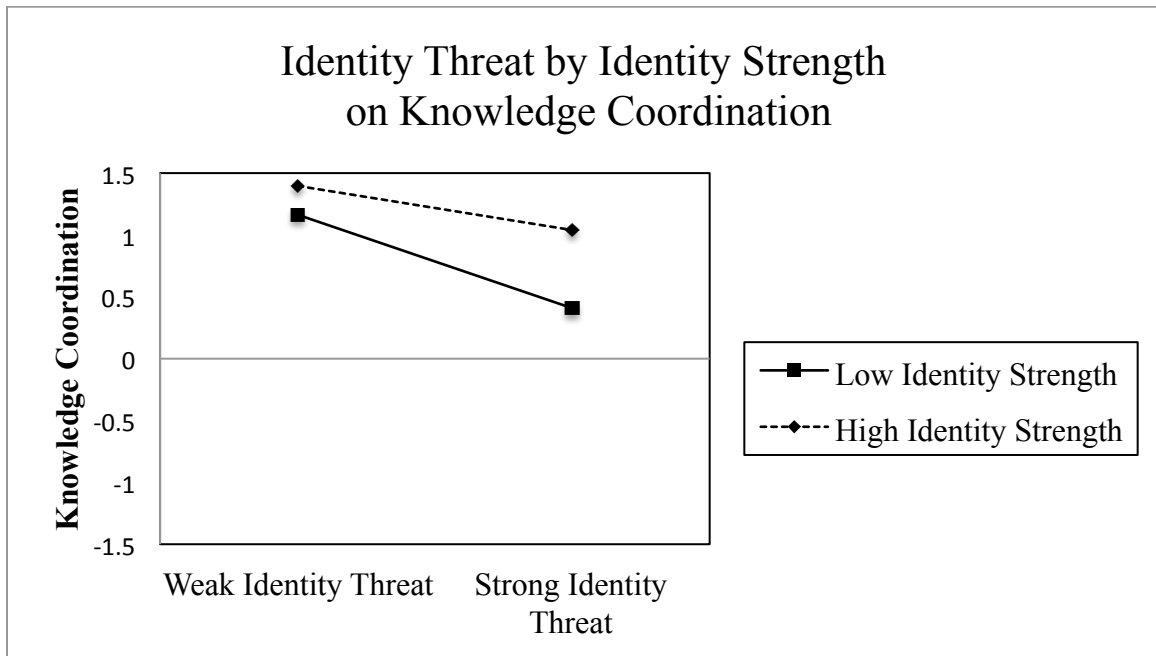 Identity Threat by Identity Strength
on Knowledge Coordination
Knowledge Coordination
1.5
1
0.5
0
-0.5
-1
-1.5
Weak Identity Threat
Strong Identity
Threat
Low Identity Strength
High Identity Strength